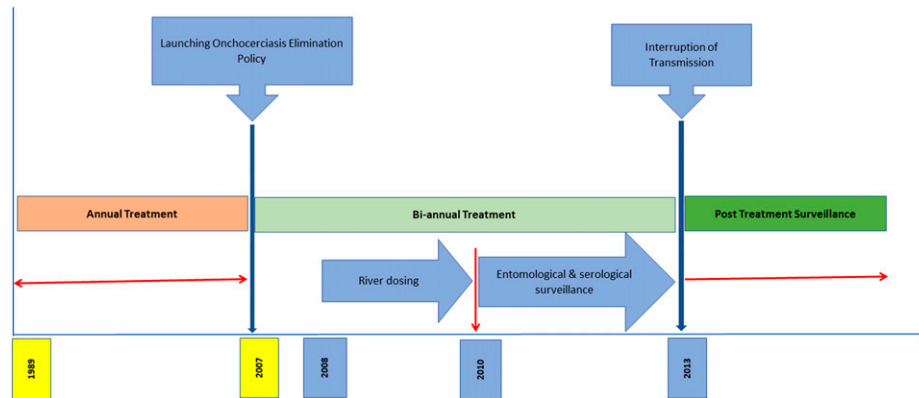 Launching Onchocerciasis Elimination
Policy
Interruption of
Transmission
Annual Treatment
Bi-annual Treatment
Post Treatment Surveillance
River dosing
Entomological & serological
surveillance
1989
2007
2008
2010
2013